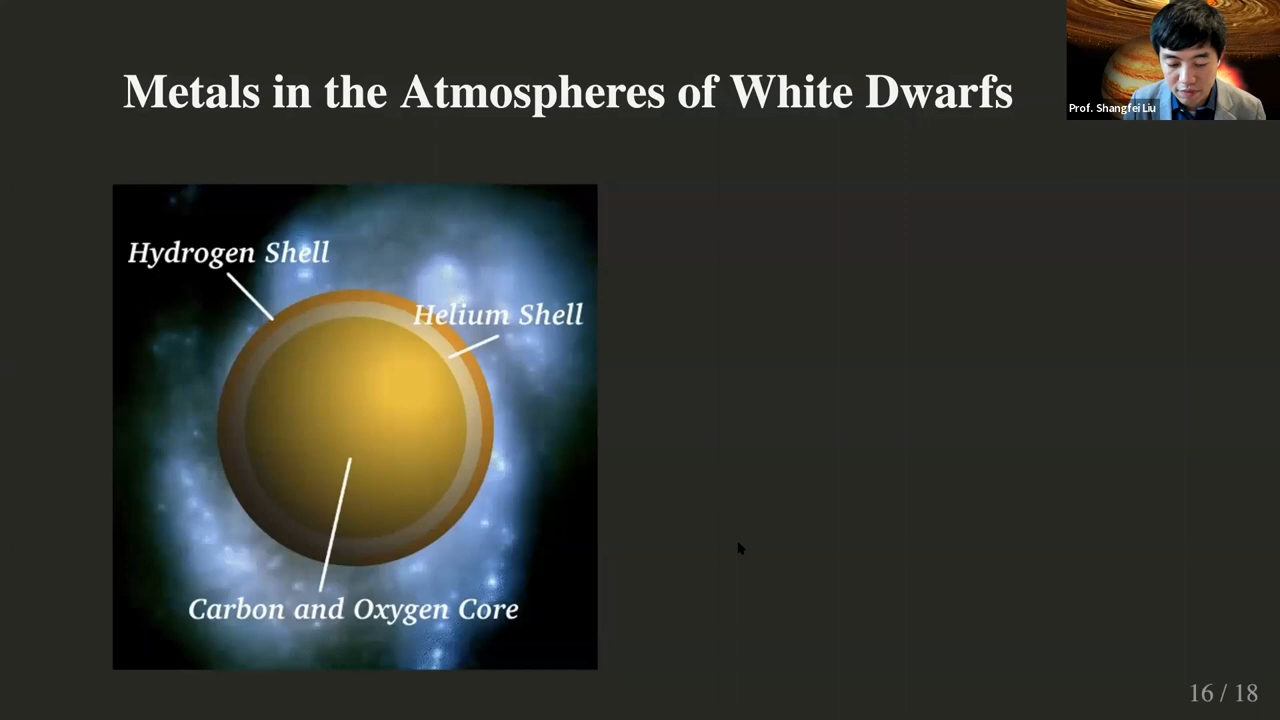 Metals in the Atmospheres of White Dwarfs
Prof. Shangfei Liu
Hydrogen Shell
Helium Shell
Carbon and Oxygen Core
16 / 18